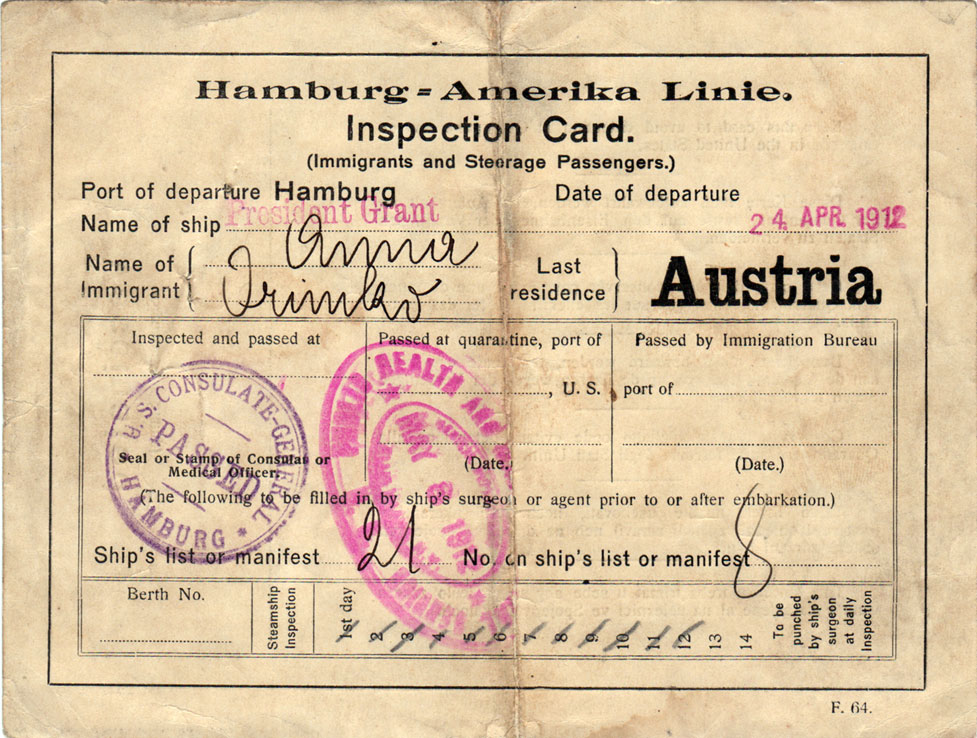 Hamburg=Amerika Linie.
Inspection Card.
(Immigrants and Steerage Passengers.)
Port of departure Hamburg
Date of departure
24 APR. 1912
Name of ship President Grant
Name of Immigrant
Anna
Trimko
Last residence
Austria
Inspected and passed at
Passed at quarantine, port of
Passed by Immigration Bureau
, U. S.
port of
U.S. CONSULATE-GENERAL
PASSED
HAMBURG
HEALTH AND
MAY 8 1912
Seal or Stamp of Consular or
Medical Officer.
(Date.)
(Date.)
(The following to be filled in by ship's surgeon or agent prior to or after embarkation.)
Ship's list or manifest 21 No. on ship's list or manifest 8
Berth No.
Steamship
Inspection
1st day 2 3 4 5 6 7 8 9 10 11 12 13 14
To be
punched
by ship's
surgeon
at daily
Inspection
F. 64.